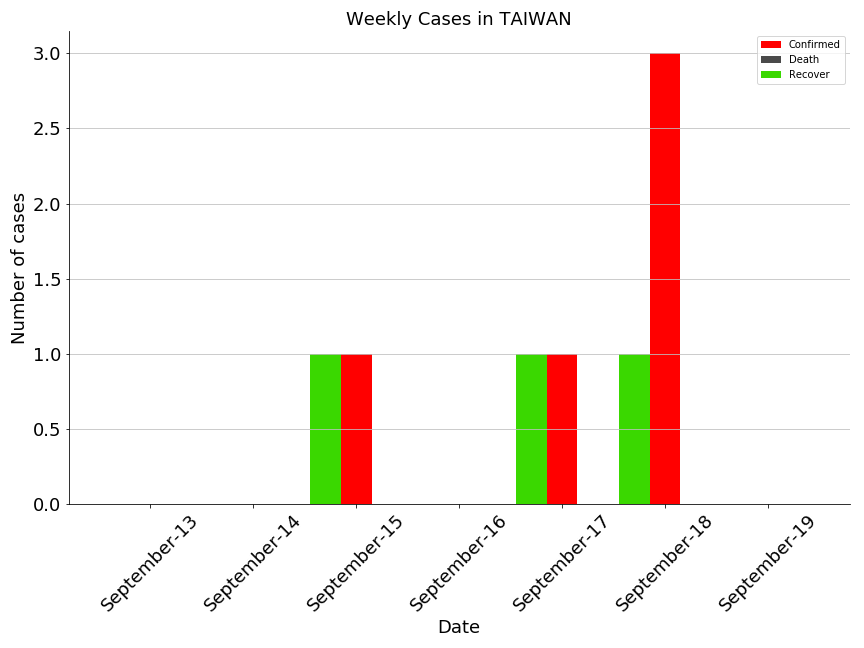 Weekly Cases in TAIWAN
Confirmed
Death
Recover
Number of cases
3.0
2.5
2.0
1.5
1.0
0.5
0.0
September-13
September-14
September-15
September-16
September-17
September-18
September-19
Date